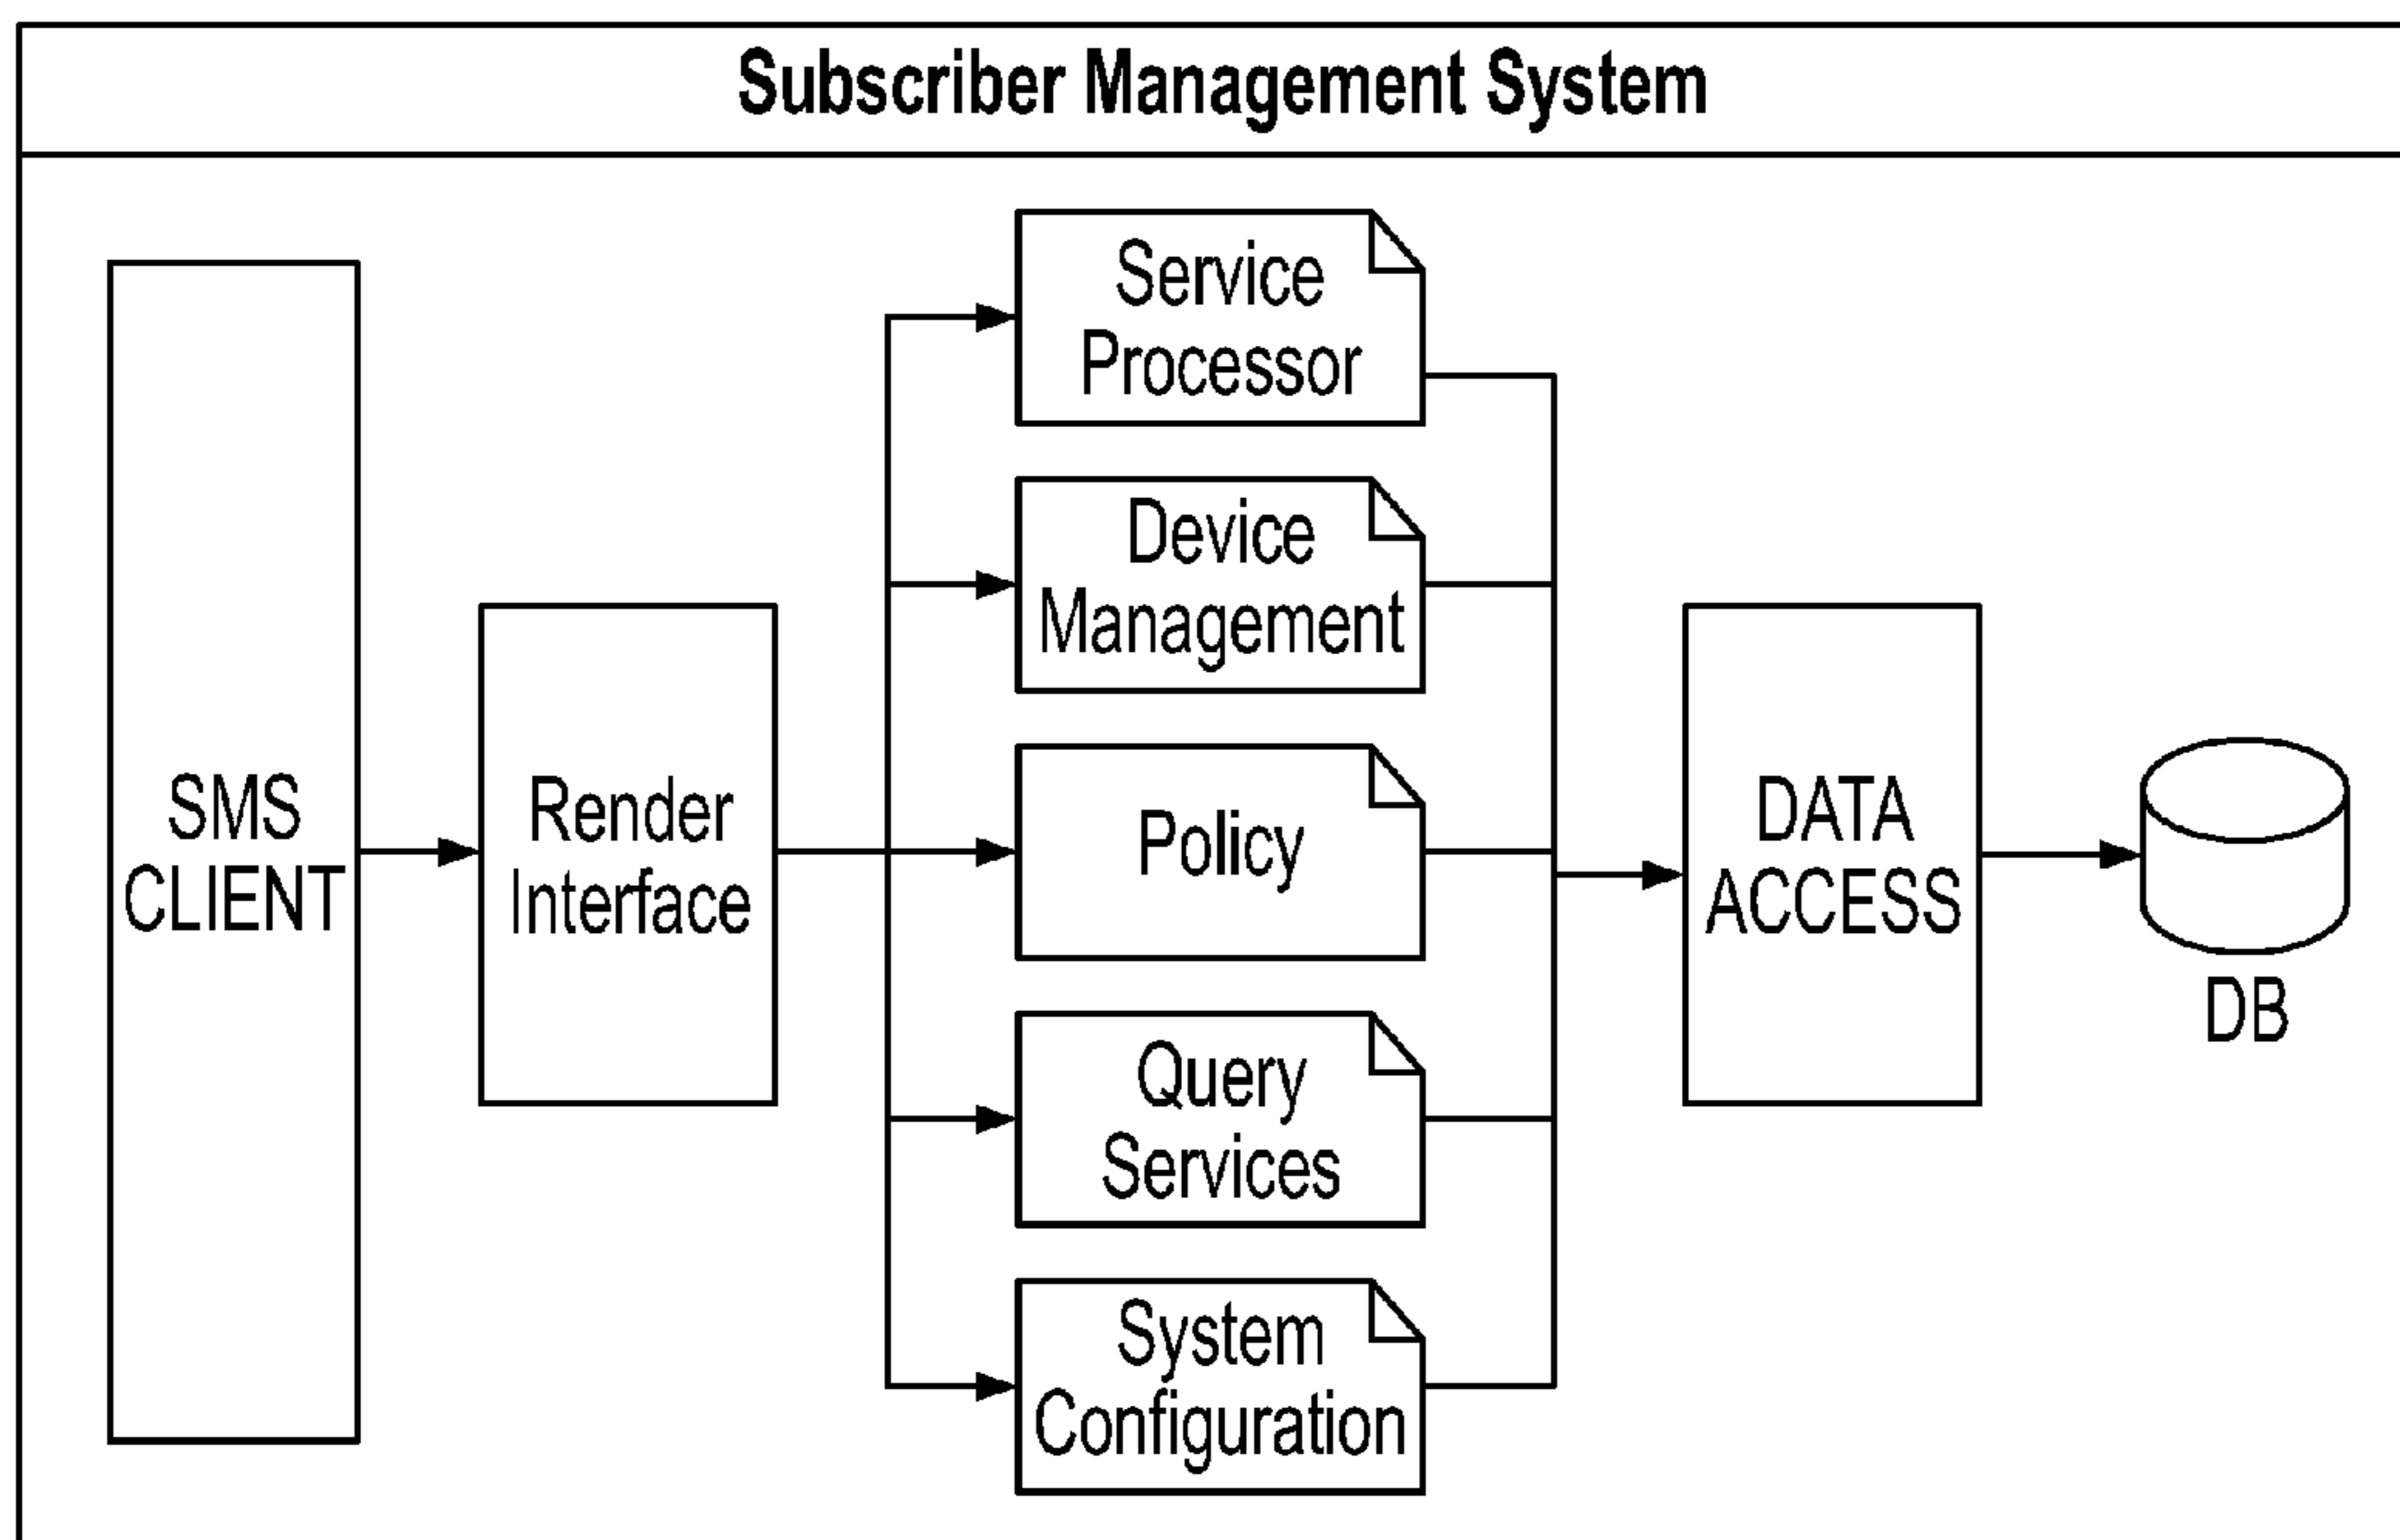 Subscriber Management System
SMS
CLIENT
Render
Interface
Service
Processor
Device
Management
Policy
Query
Services
System
Configuration
DATA
ACCESS
DB